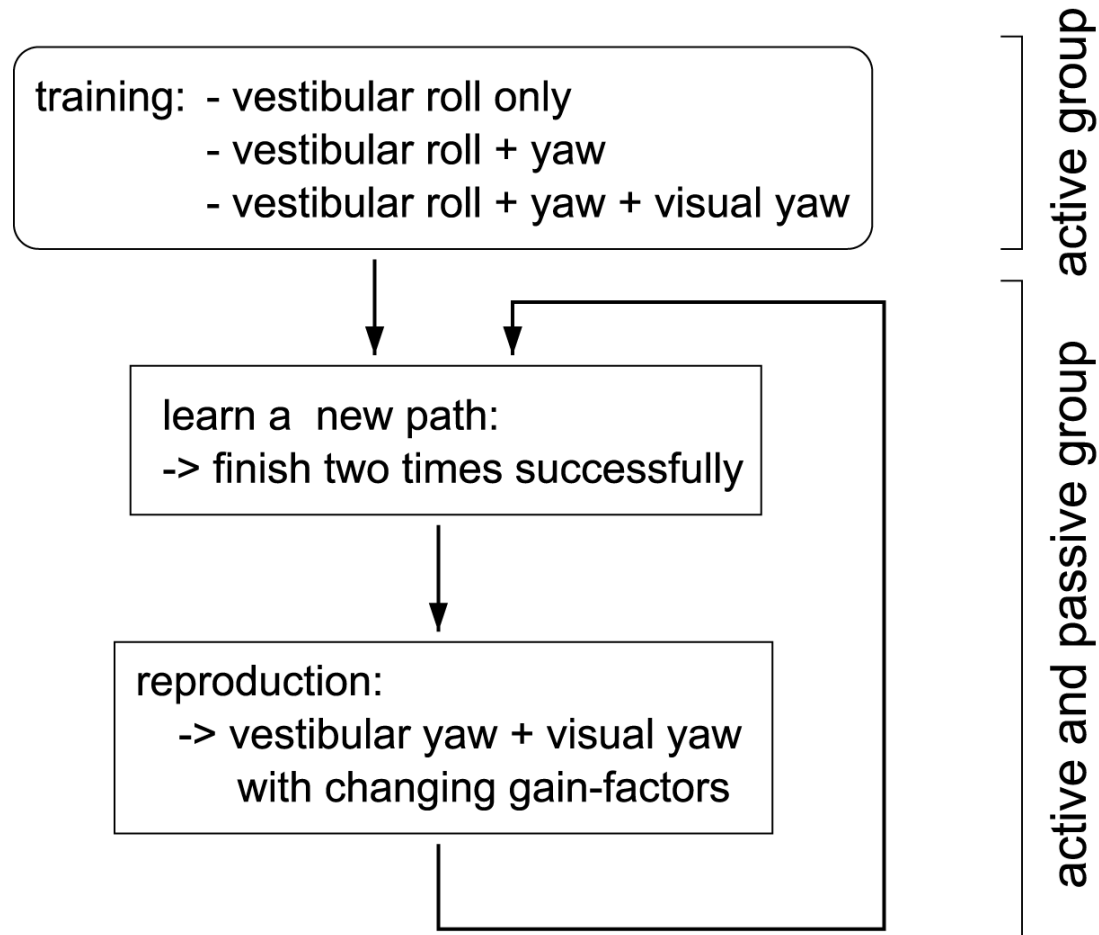 training: - vestibular roll only
- vestibular roll + yaw
- vestibular roll + yaw + visual yaw
active group
learn a new path:
-> finish two times successfully
reproduction:
-> vestibular yaw + visual yaw
with changing gain-factors
active and passive group